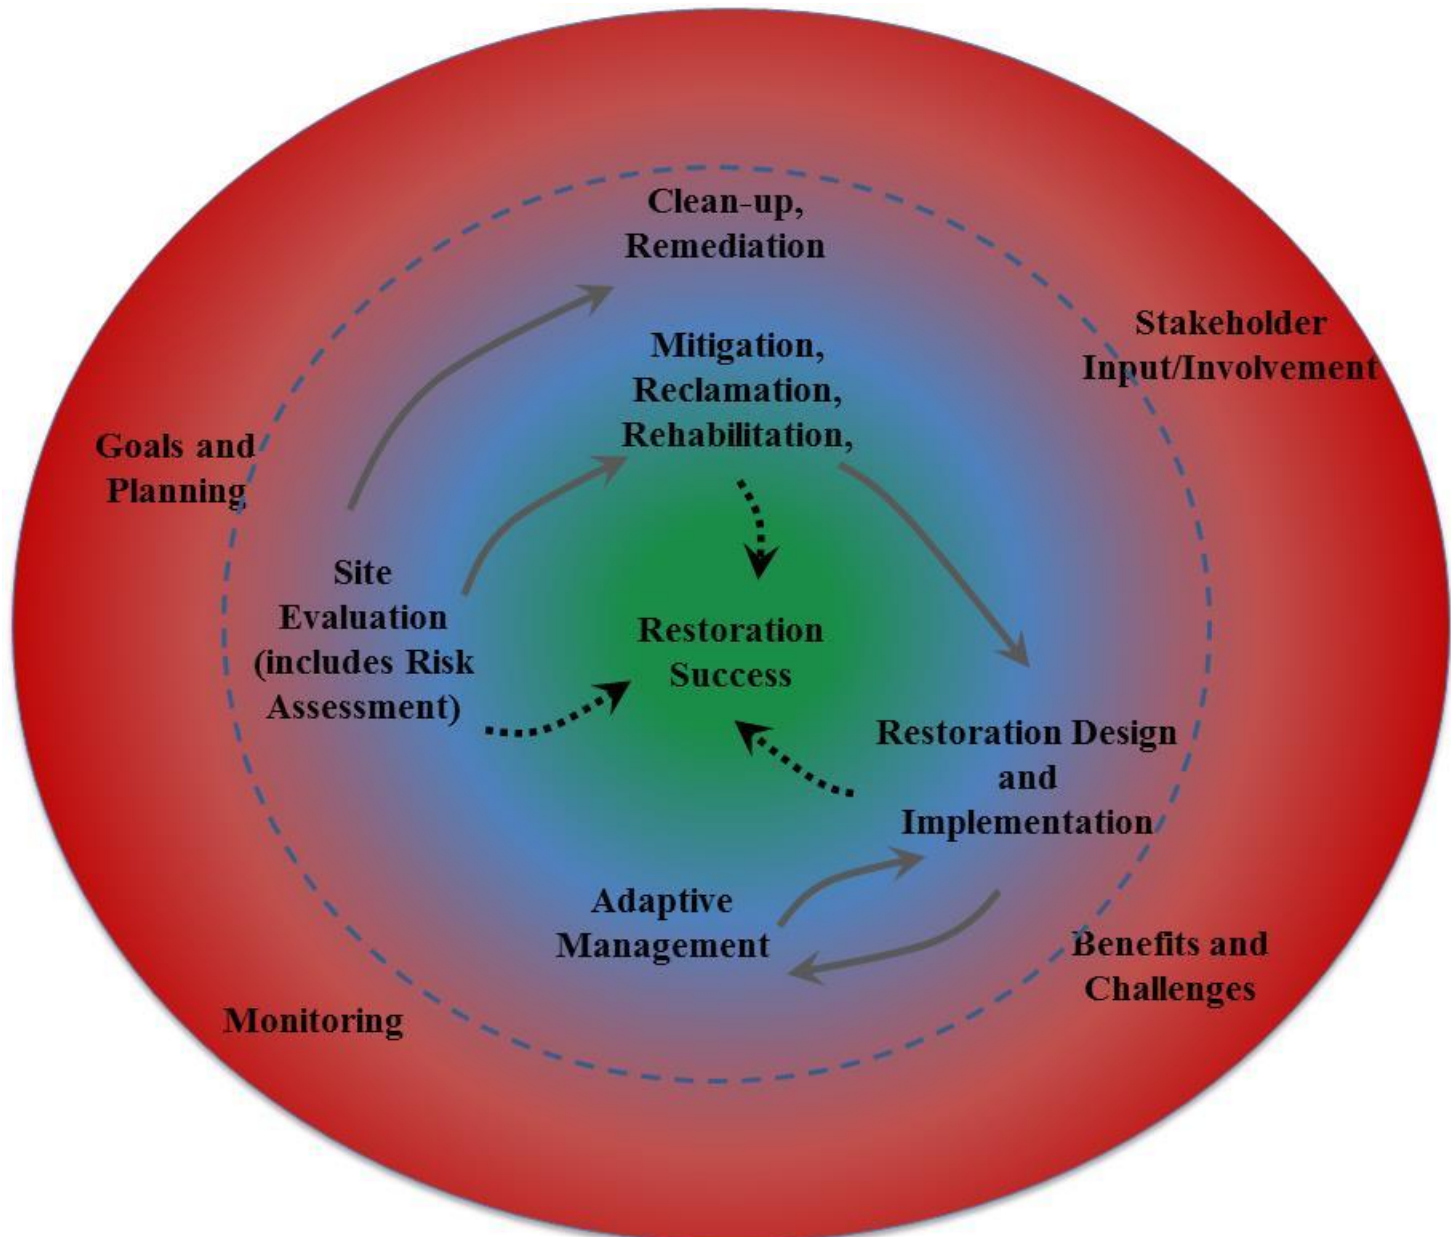 Clean-up,
Remediation
Mitigation,
Reclamation,
Rehabilitation,
Stakeholder
Input/Involvement
Goals and
Planning
Site
Evaluation
(includes Risk
Assessment)
Restoration
Success
Restoration Design
and
Implementation
Adaptive
Management
Benefits and
Challenges
Monitoring